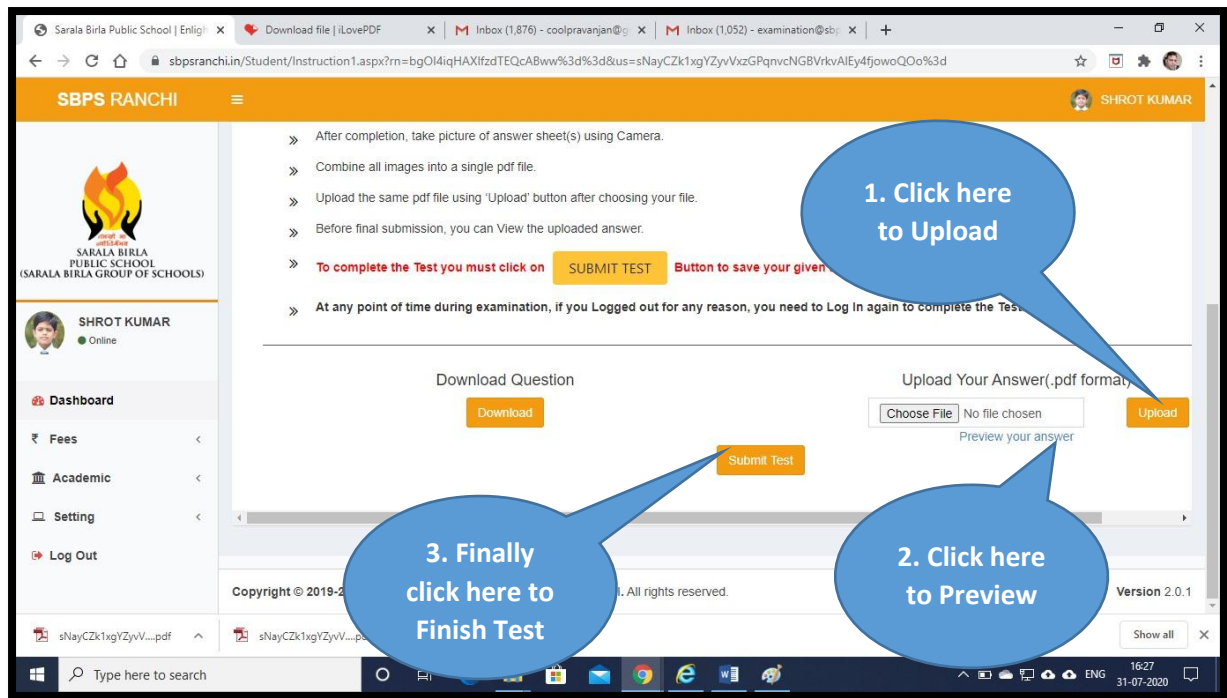 Sarala Birla Public School | Enligh
Download file | iLovePDF
Inbox (1,876) - coolpravanjan@g
Inbox (1,052) - examination@sbp
sbpsranchi.in/Student/Instruction1.aspx?rn=bgOl4iqHAXlfzdTEQcABww%3d%3d&us=sNayCZk1xgYZyvVxzGPqnvcNGBVrkvAlEy4fjowoQOo%3d
SBPS RANCHI
SHROT KUMAR
After completion, take picture of answer sheet(s) using Camera.
Combine all images into a single pdf file.
Upload the same pdf file using 'Upload' button after choosing your file.
Before final submission, you can View the uploaded answer.
To complete the Test you must click on SUBMIT TEST Button to save your given
At any point of time during examination, if you Logged out for any reason, you need to Log In again to complete the Test
1. Click here
to Upload
SARALA BIRLA
PUBLIC SCHOOL
(SARALA BIRLA GROUP OF SCHOOLS)
SHROT KUMAR
Online
Dashboard
₹ Fees
Academic
Setting
Log Out
Download Question
Download
Upload Your Answer(.pdf format)
Choose File No file chosen
Upload
Preview your answer
Submit Test
3. Finally
click here to
Finish Test
2. Click here
to Preview
Copyright © 2019-2
All rights reserved.
Version 2.0.1
sNayCZk1xgYZyvV....pdf
sNayCZk1xgYZyvV....p
Show all
Type here to search
ENG
16:27
31-07-2020